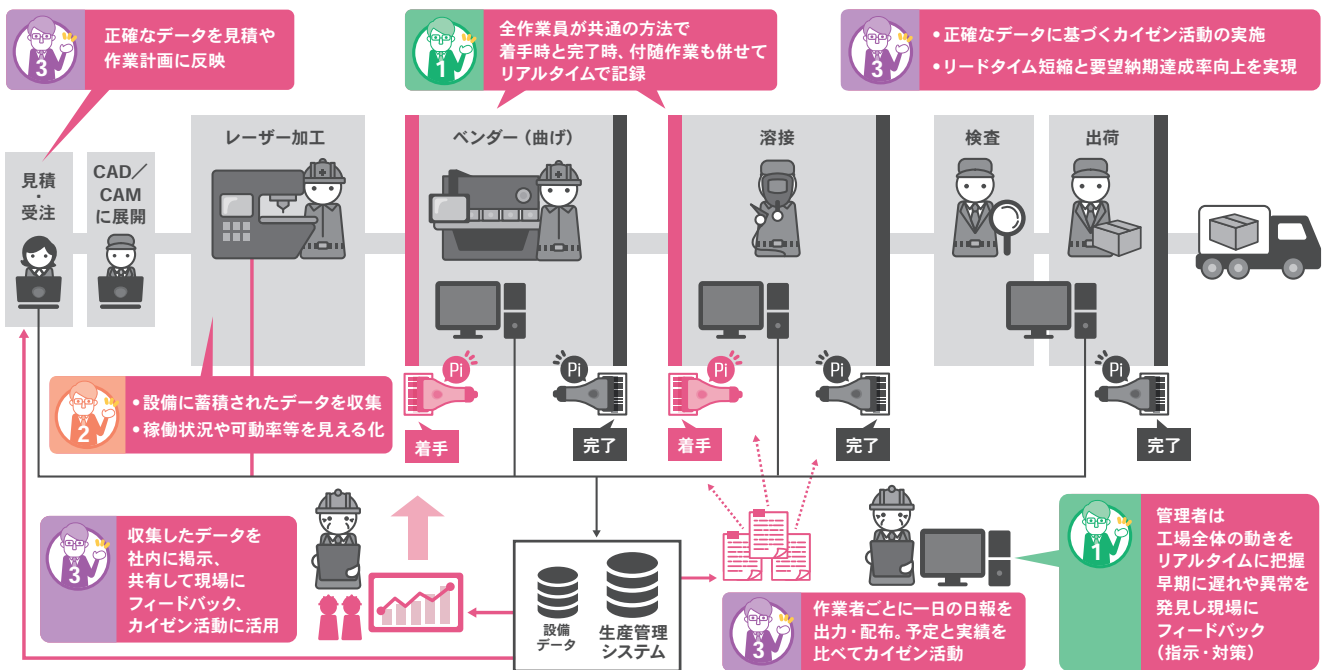 3
正確なデータを見積や
作業計画に反映
1
全作業員が共通の方法で
着手時と完了時、付随作業も併せて
リアルタイムで記録
3
•正確なデータに基づくカイゼン活動の実施
•リードタイム短縮と要望納期達成率向上を実現
見積
・
受注
CAD／
CAM
に展開
レーザー加工
ベンダー（曲げ）
溶接
検査
出荷
2
•設備に蓄積されたデータを収集
•稼働状況や可動率等を見える化
Pi
着手
Pi
完了
Pi
着手
Pi
完了
Pi
完了
3
収集したデータを
社内に掲示、
共有して現場に
フィードバック、
カイゼン活動に活用
設備
データ
生産管理
システム
3
作業者ごとに一日の日報を
出力・配布。予定と実績を
比べてカイゼン活動
1
管理者は
工場全体の動きを
リアルタイムに把握
早期に遅れや異常を
発見し現場に
フィードバック
（指示・対策）